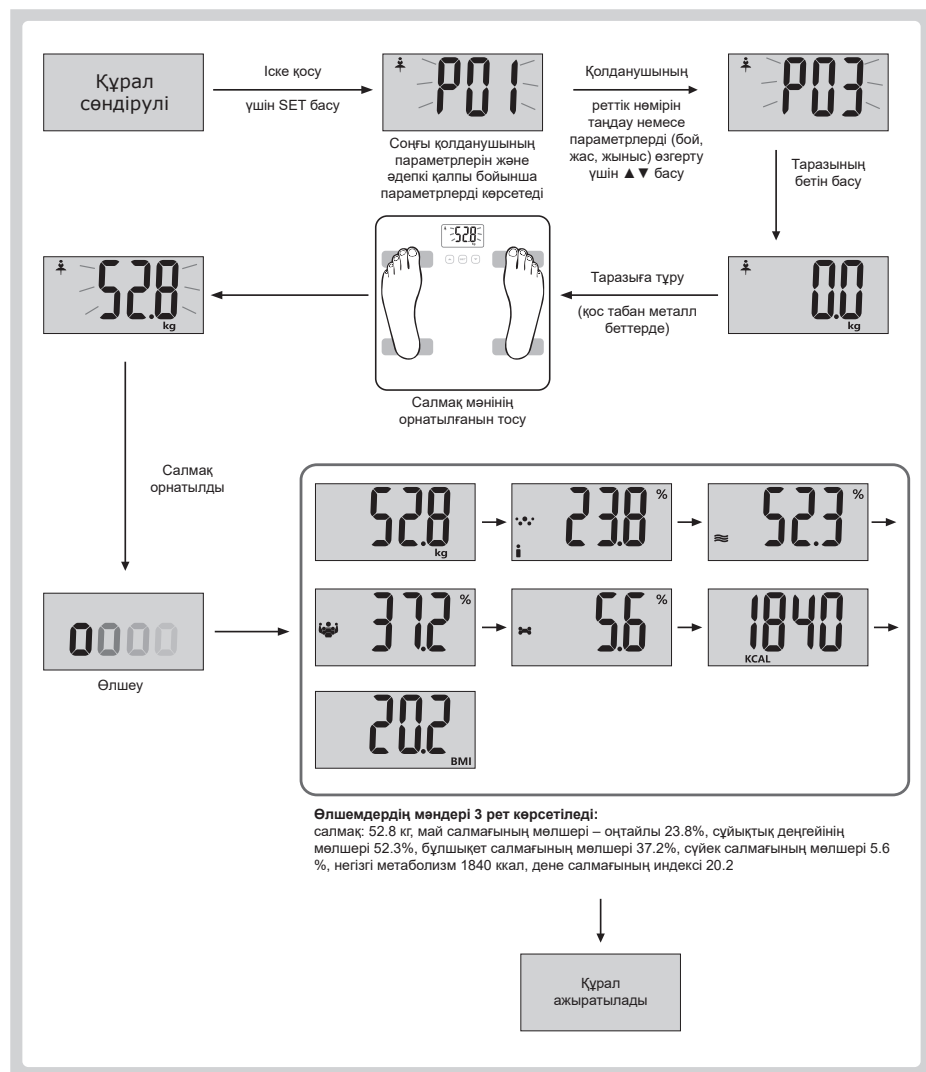 Құрал
сөндірулі
Іске қосу
үшін SET басу
P01
Соңғы қолданушының
параметрлерін және
әдепкі қалпы бойынша
параметрлерді көрсетеді
Қолданушының
реттік нөмірін
таңдау немесе
параметрлерді (бой,
жас, жыныс) өзгерту
үшін ▲▼ басу
P03
Таразының
бетін басу
0.0
kg
Таразыға тұру
(қос табан металл
беттерде)
52.8
kg
Салмақ мәнінің
орнатылғанын тосу
52.8
kg
Салмақ
орнатылды
Өлшеу
52.8
kg
23.8 %
52.3 %
37.2 %
5.6 %
1840
KCAL
20.2
BMI
Өлшемдердің мәндері 3 рет көрсетіледі:
салмақ: 52.8 кг, май салмағының мөлшері – оңтайлы 23.8%, сұйықтық деңгейінің
мөлшері 52.3%, бұлшықет салмағының мөлшері 37.2%, сүйек салмағының мөлшері 5.6
%, негізгі метаболизм 1840 ккал, дене салмағының индексі 20.2
Құрал
ажыратылады